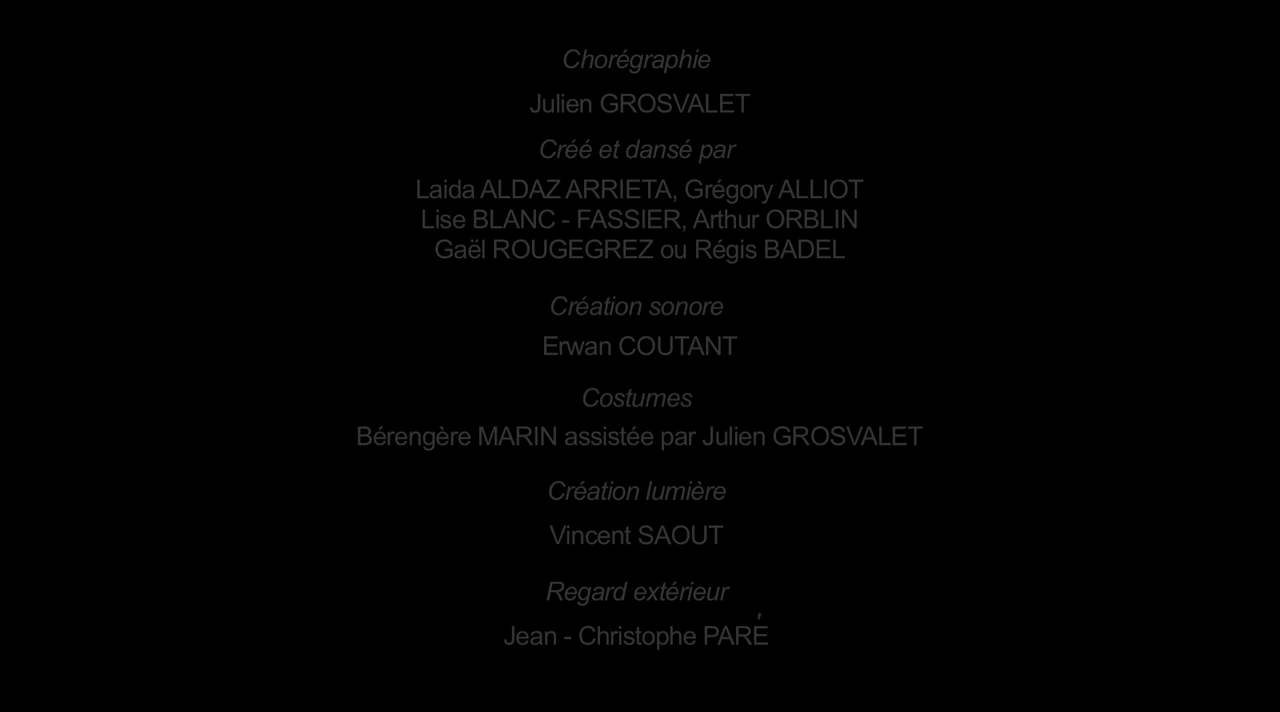 Chorégraphie
Julien GROSVALET
Créé et dansé par
Laida ALDAZ ARRIETA, Grégory ALLIOT
Lise BLANC - FASSIER, Arthur ORBLIN
Gaël ROUGEGREZ ou Régis BADEL
Création sonore
Erwan COUTANT
Costumes
Bérengère MARIN assistée par Julien GROSVALET
Création lumière
Vincent SAOUT
Regard extérieur
Jean - Christophe PARÉ